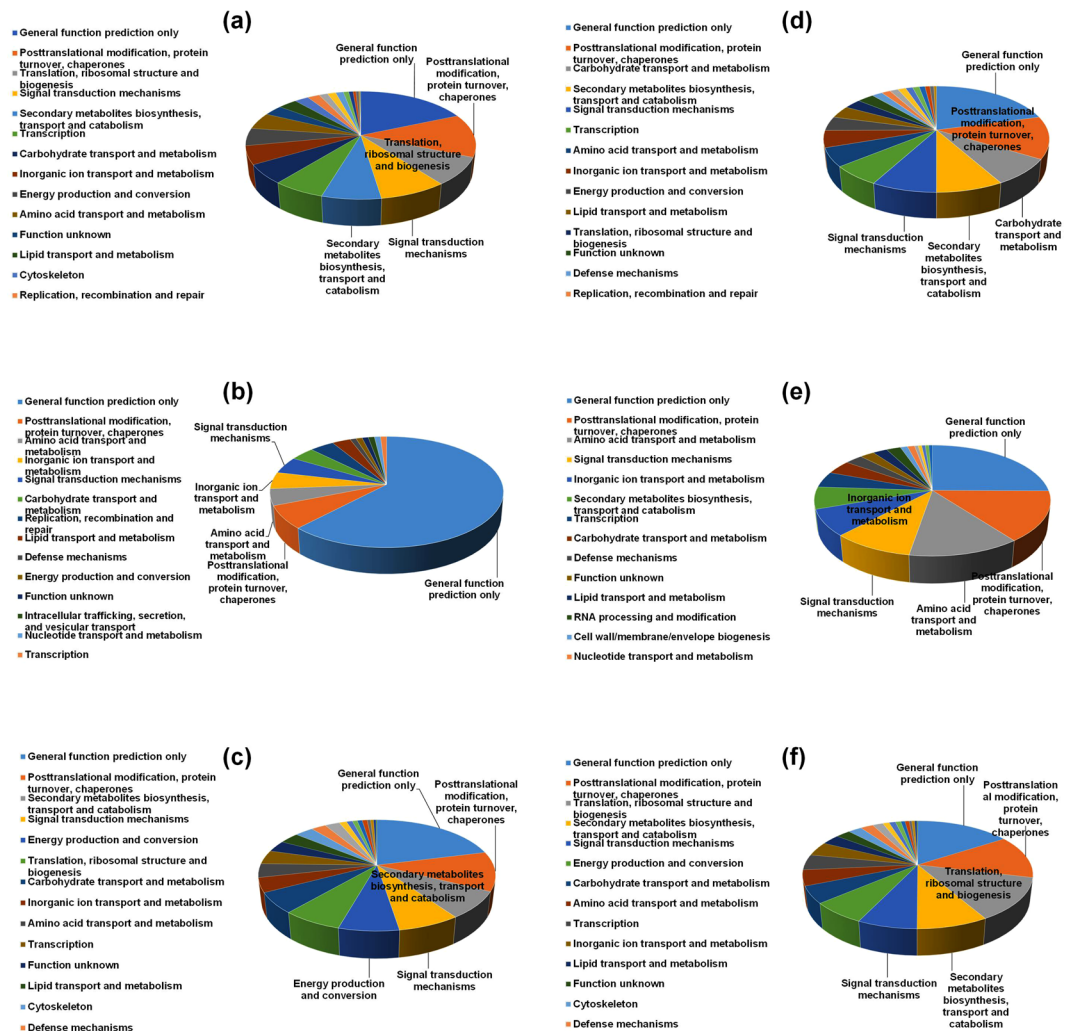 (a)
General function prediction only
Posttranslational modification, protein
turnover, chaperones
Translation, ribosomal structure and
biogenesis
Signal transduction mechanisms
Secondary metabolites biosynthesis,
transport and catabolism
Transcription
Carbohydrate transport and metabolism
Inorganic ion transport and metabolism
Energy production and conversion
Amino acid transport and metabolism
Function unknown
Lipid transport and metabolism
Cytoskeleton
Replication, recombination and repair
General function
prediction only
Posttranslational
modification,
protein turnover,
chaperones
Translation,
ribosomal structure
and biogenesis
Signal transduction
mechanisms
Secondary
metabolites
biosynthesis,
transport and
catabolism
(d)
General function prediction only
Posttranslational modification, protein
turnover, chaperones
Carbohydrate transport and metabolism
Secondary metabolites biosynthesis,
transport and catabolism
Signal transduction mechanisms
Transcription
Amino acid transport and metabolism
Inorganic ion transport and metabolism
Energy production and conversion
Lipid transport and metabolism
Translation, ribosomal structure and
biogenesis
Function unknown
Defense mechanisms
Replication, recombination and repair
General function
prediction only
Posttranslational
modification,
protein turnover,
chaperones
Carbohydrate
transport and
metabolism
Signal transduction
mechanisms
Secondary
metabolites
biosynthesis,
transport and
catabolism
(b)
General function prediction only
Posttranslational modification,
protein turnover, chaperones
Amino acid transport and
metabolism
Inorganic ion transport and
metabolism
Signal transduction mechanisms
Carbohydrate transport and
metabolism
Replication, recombination and
repair
Lipid transport and metabolism
Defense mechanisms
Energy production and conversion
Function unknown
Intracellular trafficking, secretion,
and vesicular transport
Nucleotide transport and metabolism
Transcription
Signal transduction
mechanisms
Inorganic ion
transport and
metabolism
Amino acid
transport and
metabolism
Posttranslational
modification,
protein turnover,
chaperones
General function
prediction only
(e)
General function prediction only
Posttranslational modification, protein
turnover, chaperones
Amino acid transport and metabolism
Signal transduction mechanisms
Inorganic ion transport and metabolism
Secondary metabolites biosynthesis,
transport and catabolism
Transcription
Carbohydrate transport and metabolism
Defense mechanisms
Function unknown
Lipid transport and metabolism
RNA processing and modification
Cell wall/membrane/envelope biogenesis
Nucleotide transport and metabolism
General function
prediction only
Inorganic ion
transport and
metabolism
Posttranslational
modification,
protein turnover,
chaperones
Signal transduction
mechanisms
Amino acid
transport and
metabolism
(c)
General function prediction only
Posttranslational modification, protein
turnover, chaperones
Secondary metabolites biosynthesis,
transport and catabolism
Signal transduction mechanisms
Energy production and conversion
Translation, ribosomal structure and
biogenesis
Carbohydrate transport and metabolism
Inorganic ion transport and metabolism
Amino acid transport and metabolism
Transcription
Function unknown
Lipid transport and metabolism
Cytoskeleton
Defense mechanisms
General function
prediction only
Posttranslational
modification,
protein turnover,
chaperones
Secondary metabolites
biosynthesis, transport
and catabolism
Signal transduction
mechanisms
Energy production
and conversion
(f)
General function prediction only
Posttranslational modification, protein
turnover, chaperones
Translation, ribosomal structure and
biogenesis
Secondary metabolites biosynthesis,
transport and catabolism
Signal transduction mechanisms
Energy production and conversion
Carbohydrate transport and metabolism
Amino acid transport and metabolism
Transcription
Inorganic ion transport and metabolism
Lipid transport and metabolism
Function unknown
Cytoskeleton
Defense mechanisms
General function
prediction only
Posttranslation
al modification,
protein
turnover,
chaperones
Translation,
ribosomal structure
and biogenesis
Signal transduction
mechanisms
Secondary
metabolites
biosynthesis,
transport and
catabolism